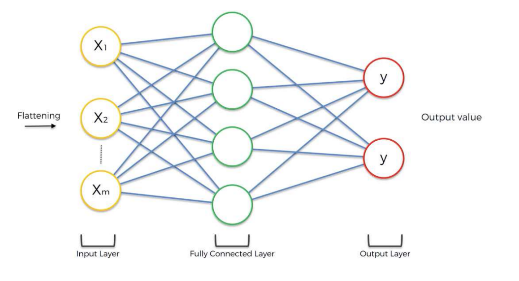 X1
X2
Xm
Flattening
y
y
Output value
Input Layer
Fully Connected Layer
Output Layer